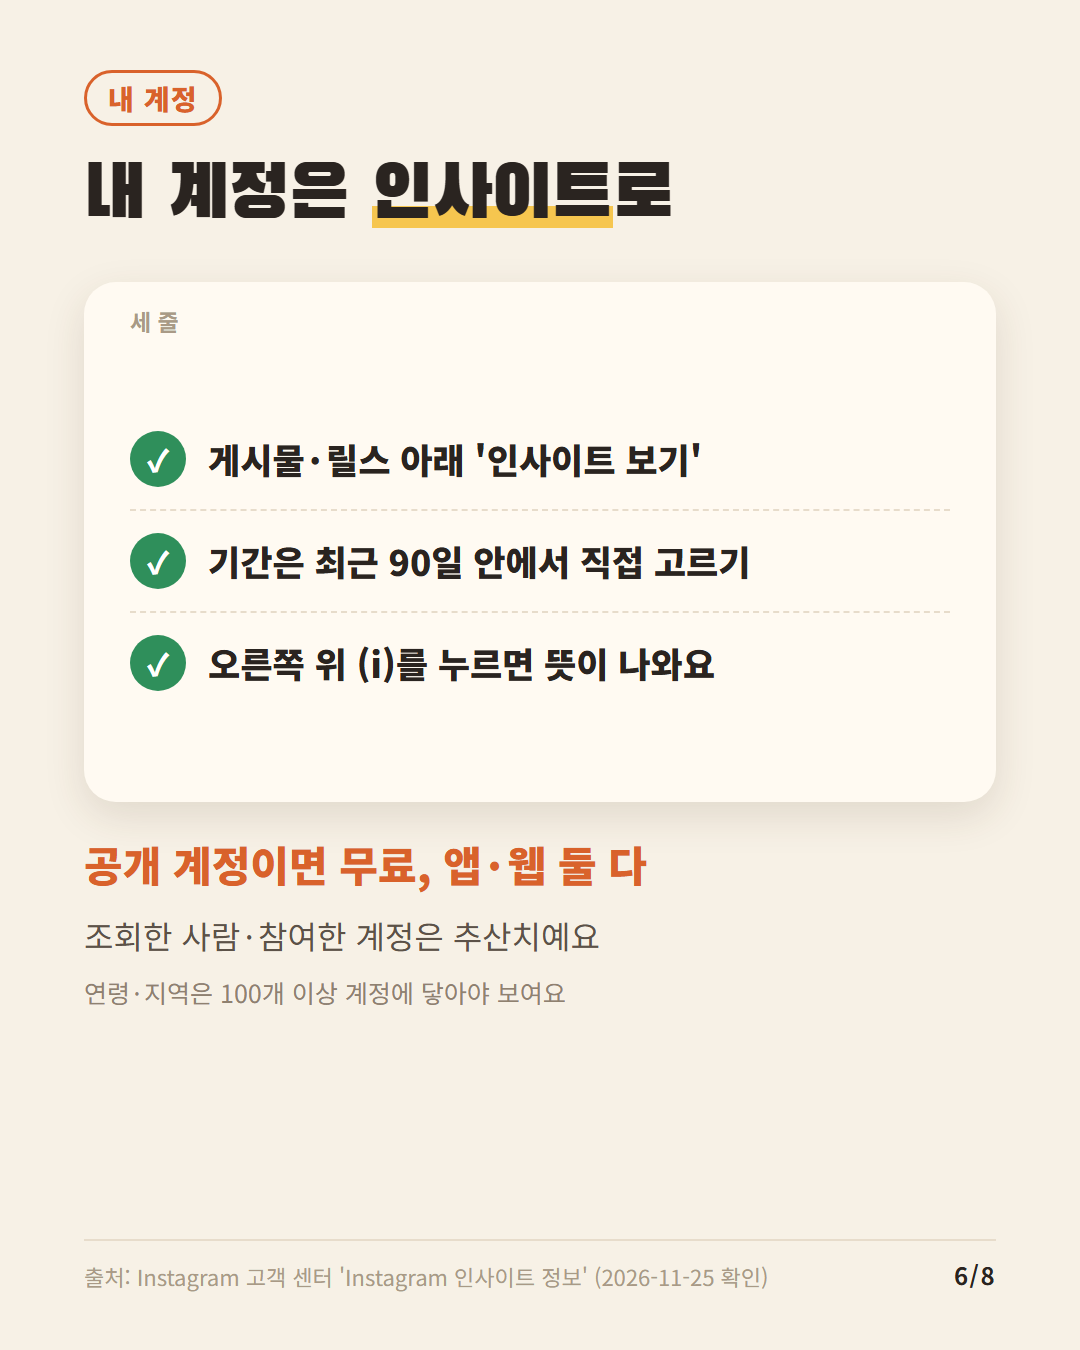 내 계정
내 계정은 인사이트로
세 줄
✓ 게시물·릴스 아래 '인사이트 보기'
✓ 기간은 최근 90일 안에서 직접 고르기
✓ 오른쪽 위 (i)를 누르면 뜻이 나와요
공개 계정이면 무료, 앱·웹 둘 다
조회한 사람·참여한 계정은 추산치예요
연령·지역은 100개 이상 계정에 닿아야 보여요
출처: Instagram 고객 센터 'Instagram 인사이트 정보' (2026-11-25 확인)
6/8